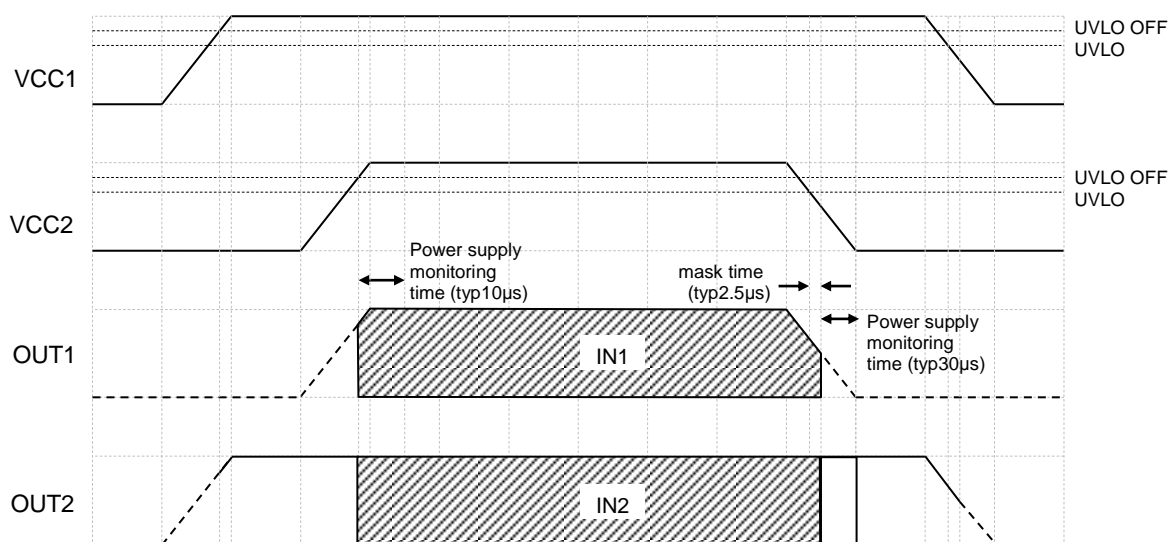 UVLO OFF
UVLO
VCC1
UVLO OFF
UVLO
VCC2
Power supply
monitoring
time (typ10µs)
mask time
(typ2.5µs)
Power supply
monitoring
time (typ30µs)
OUT1
IN1
OUT2
IN2